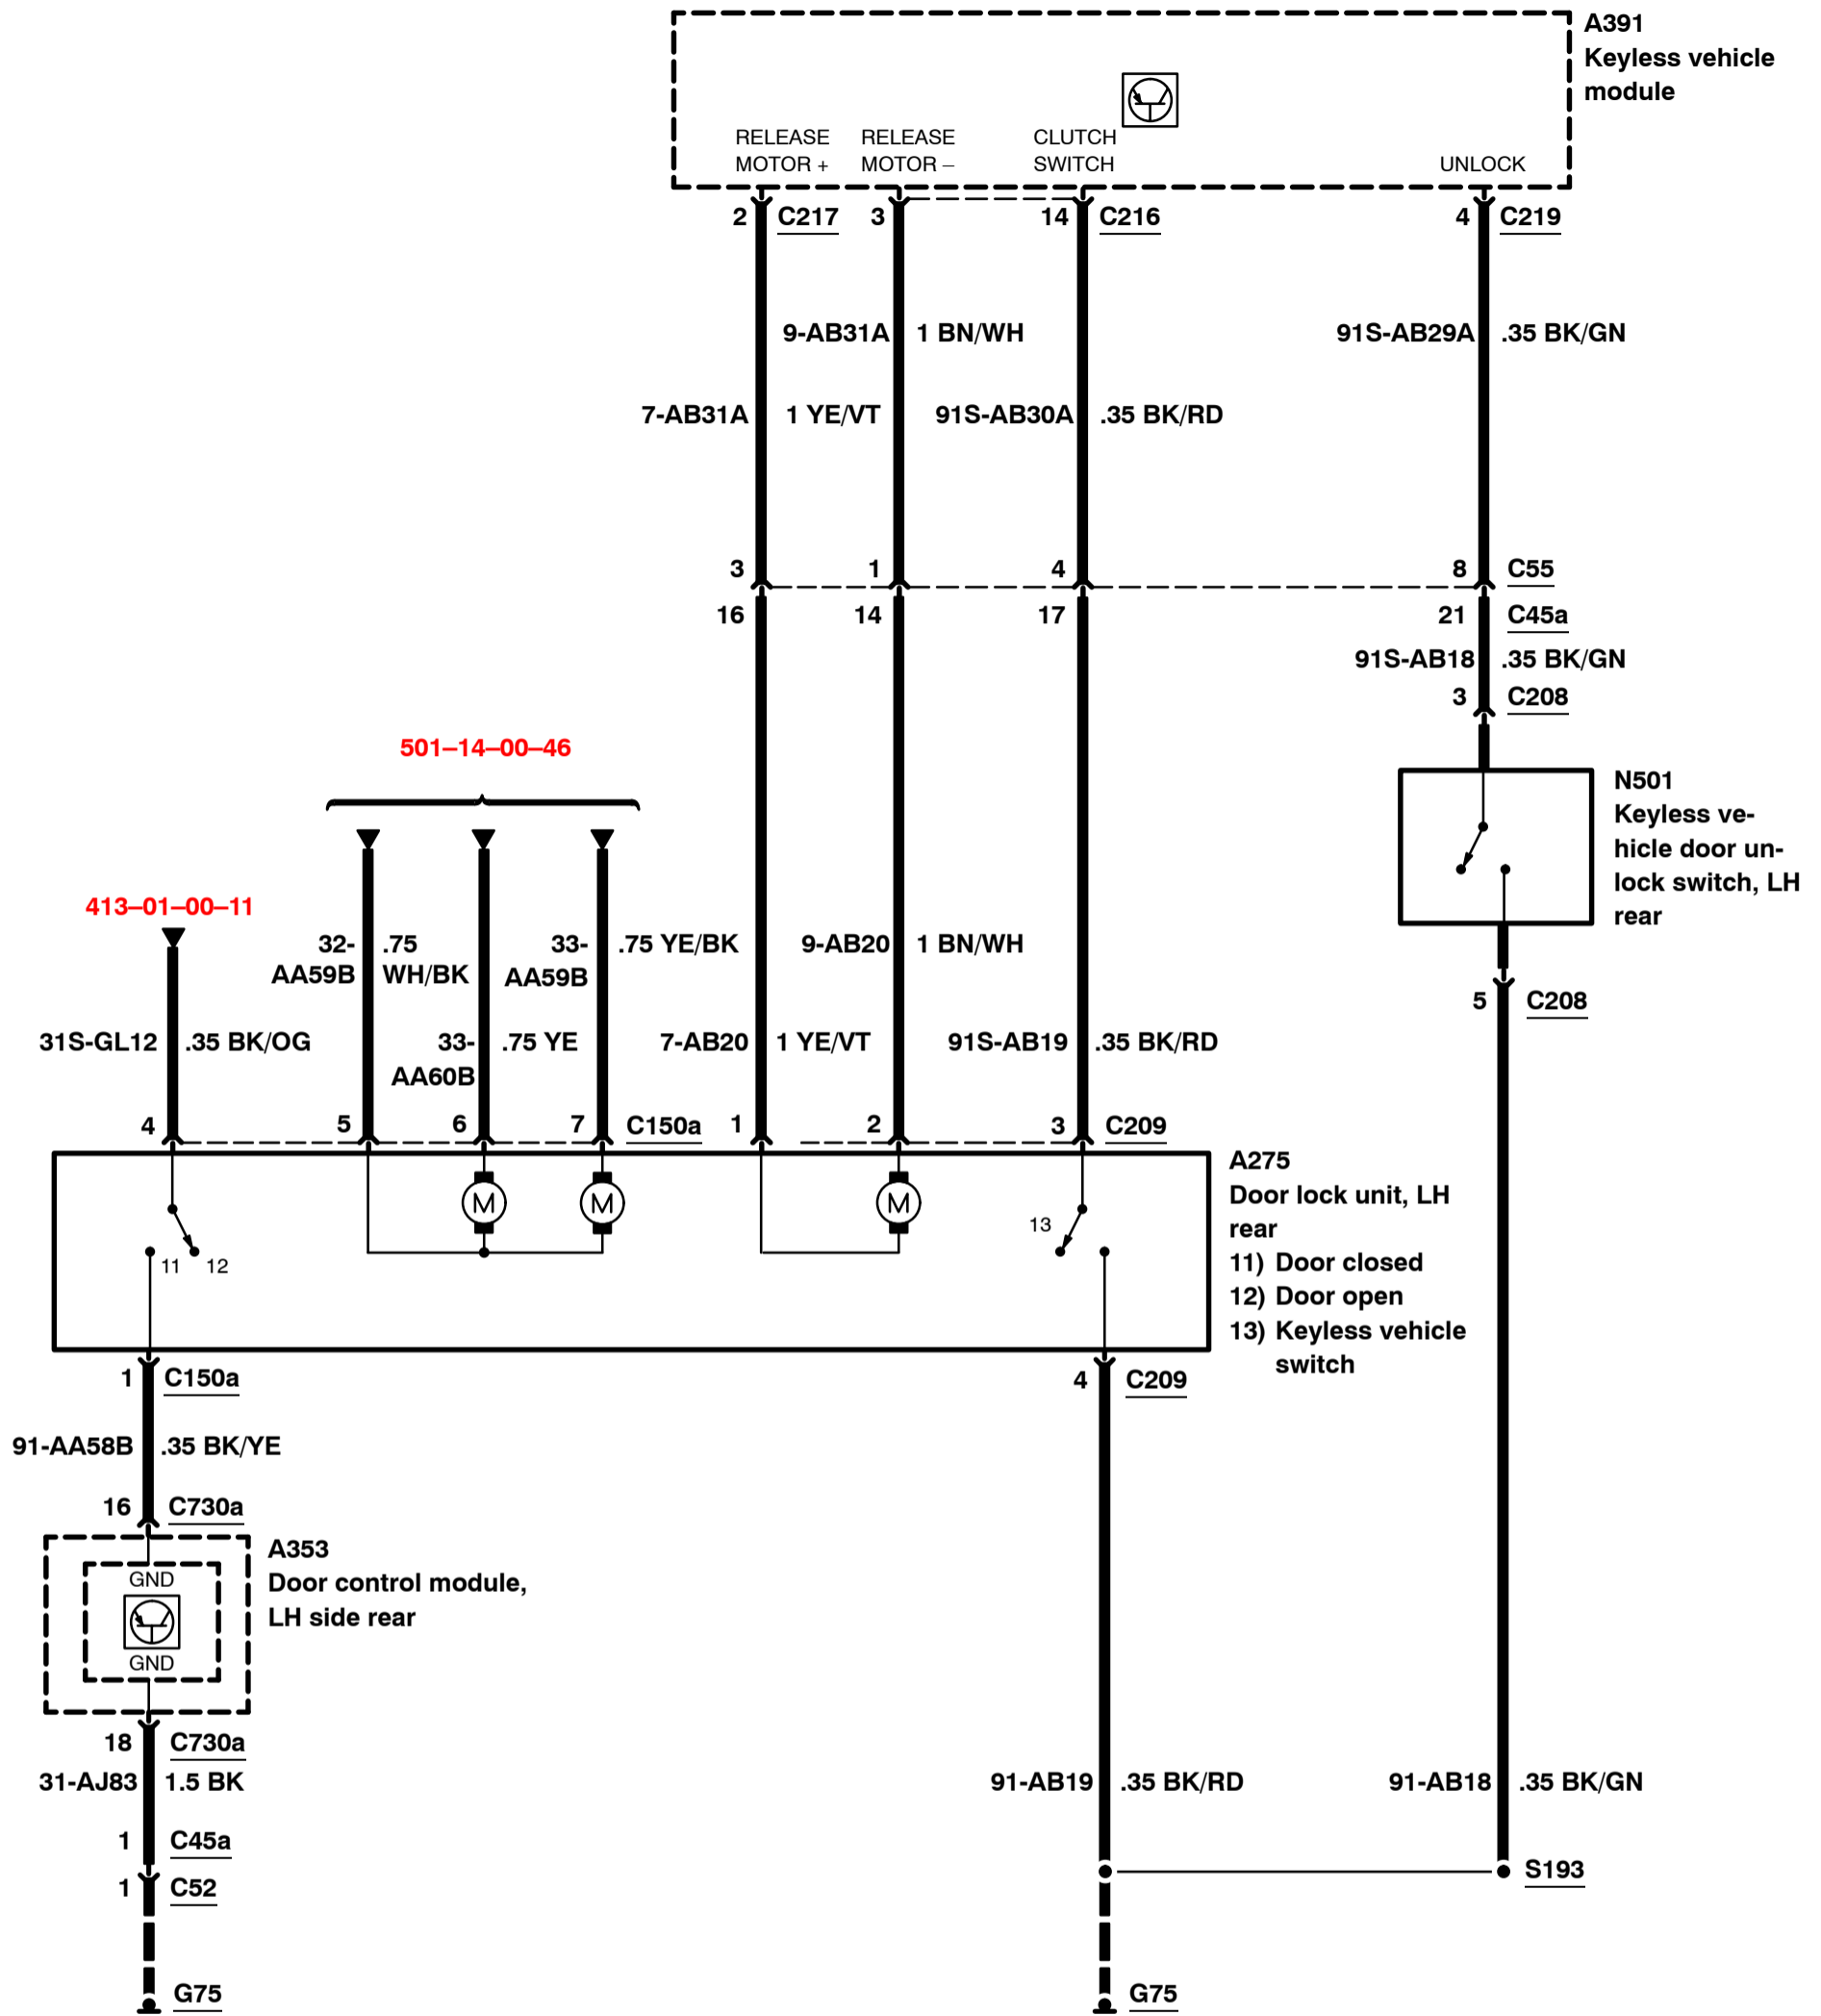 A391
Keyless vehicle
module
RELEASE
MOTOR +
RELEASE
MOTOR –
CLUTCH
SWITCH
UNLOCK
2 C217 3 14 C216 4 C219
9-AB31A 1 BN/WH 91S-AB29A .35 BK/GN
7-AB31A 1 YE/VT 91S-AB30A .35 BK/RD
3 1 4 8 C55
16 14 17 21 C45a
91S-AB18 .35 BK/GN
3 C208
501–14–00–46
N501
Keyless ve-
hicle door un-
lock switch, LH
rear
413–01–00–11
32-
AA59B
.75
WH/BK
33-
AA59B
.75 YE/BK
9-AB20 1 BN/WH
5 C208
31S-GL12 .35 BK/OG
33-
AA60B
.75 YE
7-AB20 1 YE/VT 91S-AB19 .35 BK/RD
4 5 6 7 C150a 1 2 3 C209
M M M
11 12
13
A275
Door lock unit, LH
rear
11) Door closed
12) Door open
13) Keyless vehicle
switch
1 C150a
4 C209
91-AA58B .35 BK/YE
16 C730a
A353
Door control module,
LH side rear
GND
GND
18 C730a
31-AJ83 1.5 BK
91-AB19 .35 BK/RD 91-AB18 .35 BK/GN
1 C45a
1 C52
S193
G75
G75